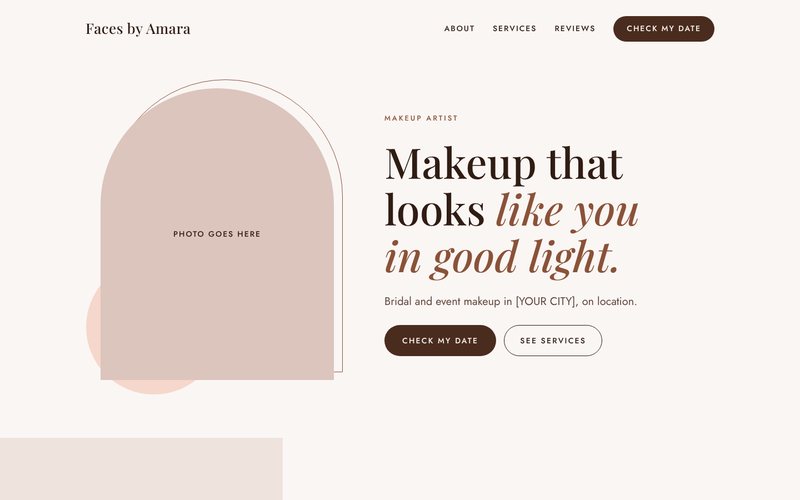 Faces by Amara
ABOUT SERVICES REVIEWS CHECK MY DATE
MAKEUP ARTIST
Makeup that
looks like you
in good light.
PHOTO GOES HERE
Bridal and event makeup in [YOUR CITY], on location.
CHECK MY DATE SEE SERVICES